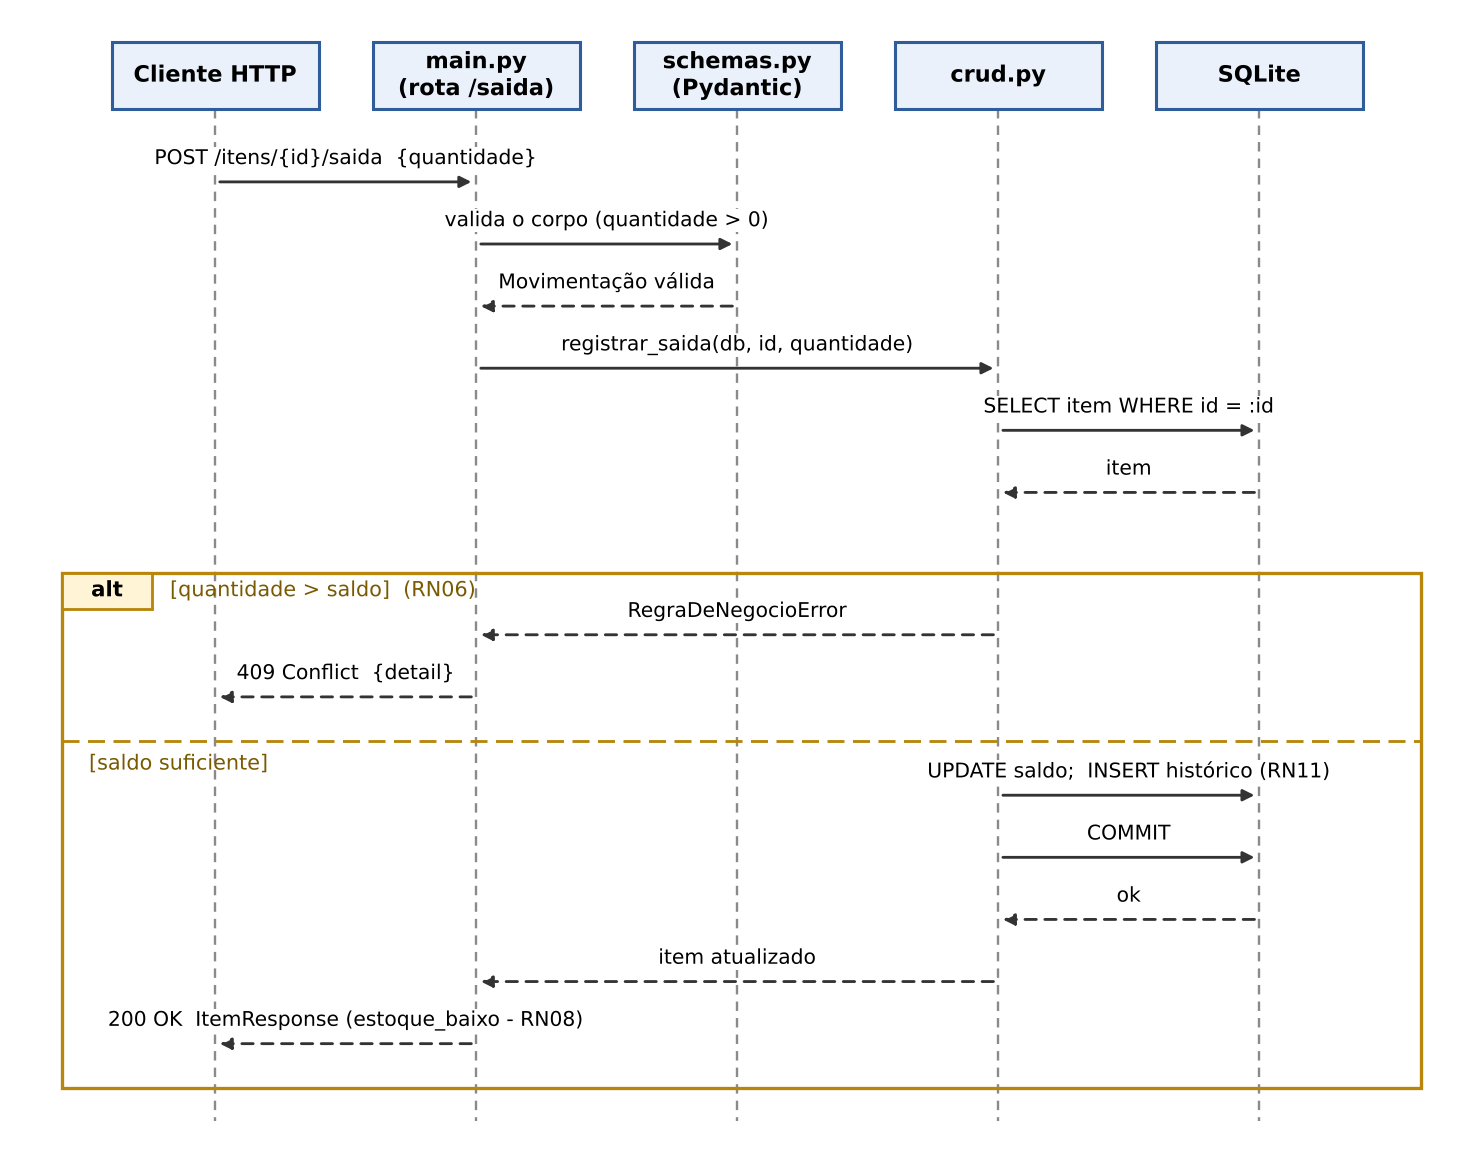 Cliente HTTP
main.py
(rota /saida)
schemas.py
(Pydantic)
crud.py
SQLite
POST /itens/{id}/saida  {quantidade}
valida o corpo (quantidade > 0)
Movimentação válida
registrar_saida(db, id, quantidade)
SELECT item WHERE id = :id
item
alt
[quantidade > saldo]  (RN06)
RegraDeNegocioError
409 Conflict  {detail}
[saldo suficiente]
UPDATE saldo;  INSERT histórico (RN11)
COMMIT
ok
item atualizado
200 OK  ItemResponse (estoque_baixo - RN08)